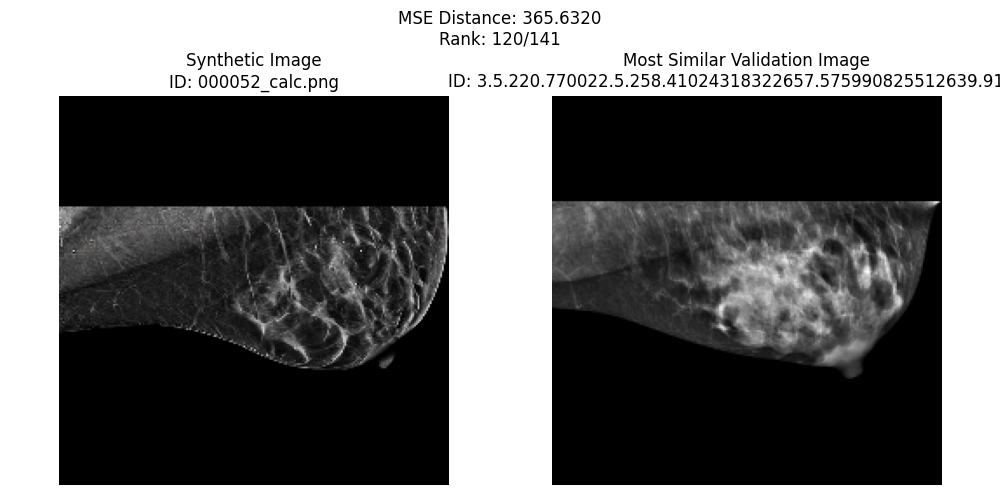 MSE Distance: 365.6320
Rank: 120/141
Synthetic Image
ID: 000052_calc.png
Most Similar Validation Image
ID: 3.5.220.770022.5.258.41024318322657.575990825512639.91